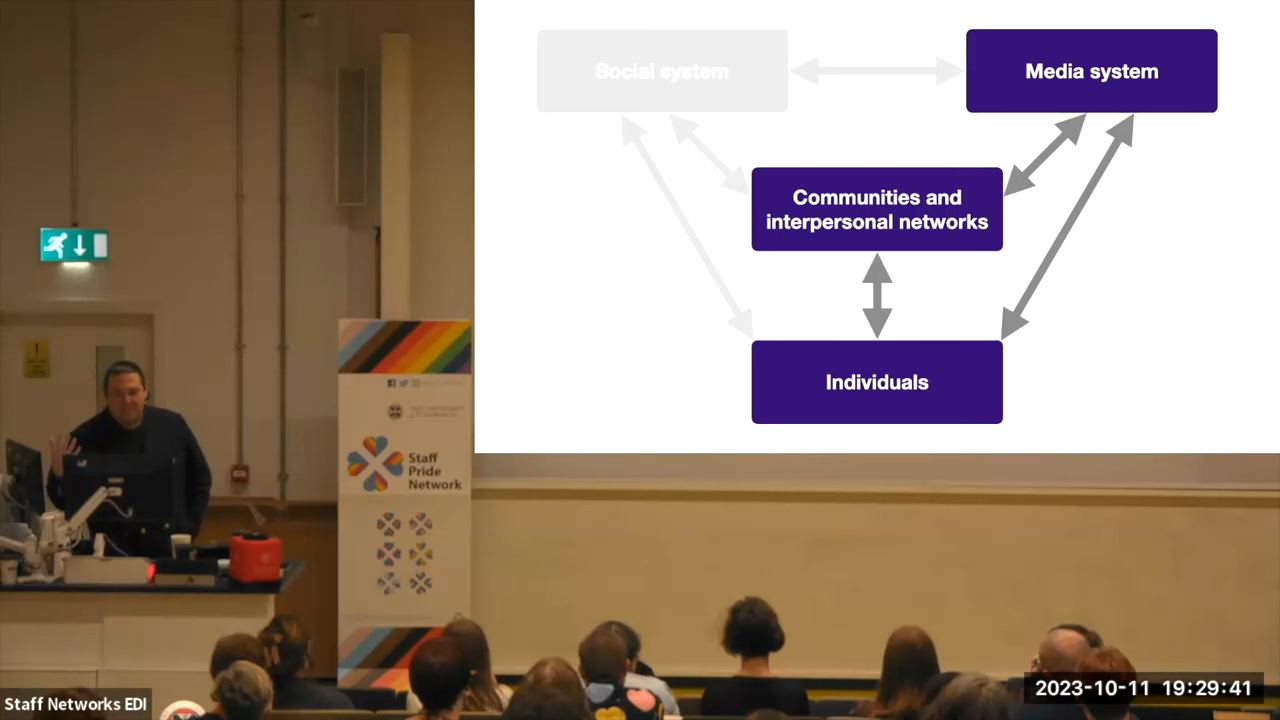 Social system
Media system
Communities and
interpersonal networks
Individuals
Staff
Pride
Network
Staff Networks EDI
2023-10-11 19:29:41